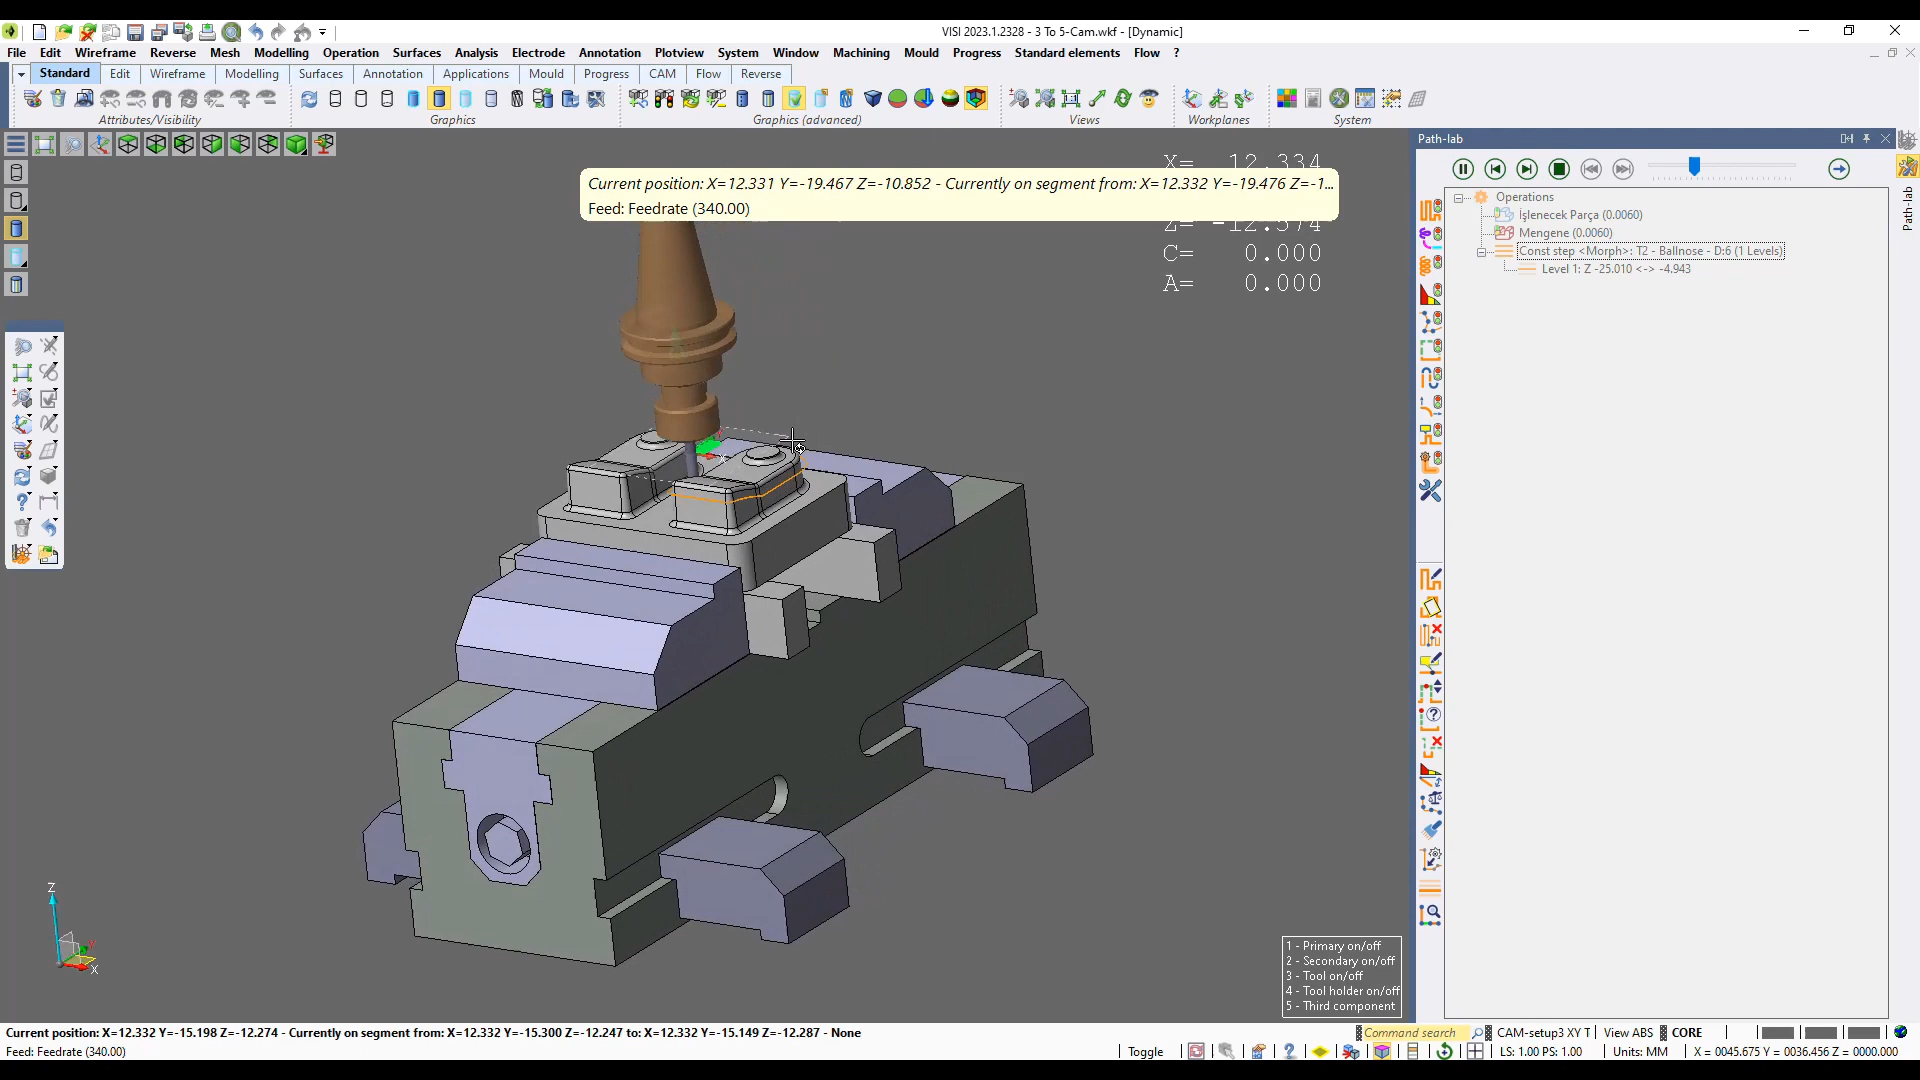 VISI 2023.1.2328 - 3 To 5-Cam.wkf - [Dynamic]
File Edit Wireframe Reverse Mesh Modelling Operation Surfaces Analysis Electrode Annotation Plotview System Window Machining Mould Progress Standard elements Flow ?
Standard Edit Wireframe Modelling Surfaces Annotation Applications Mould Progress CAM Flow Reverse
Attributes/Visibility Graphics Graphics (advanced) Views Workplanes System
Path-lab
X= 12.334
Current position: X=12.331 Y=-19.467 Z=-10.852 - Currently on segment from: X=12.332 Y=-19.476 Z=-1...
Feed: Feedrate (340.00)
Z= -12.574
C= 0.000
A= 0.000
Operations
İşlenecek Parça (0.0060)
Mengene (0.0060)
Const step <Morph>: T2 - Ballnose - D:6 (1 Levels)
Level 1: Z -25.010 <-> -4.943
Path-lab
X
Z
X
1 - Primary on/off
2 - Secondary on/off
3 - Tool on/off
4 - Tool holder on/off
5 - Third component
Current position: X=12.332 Y=-15.198 Z=-12.274 - Currently on segment from: X=12.332 Y=-15.300 Z=-12.247 to: X=12.332 Y=-15.149 Z=-12.287 - None
Command search CAM-setup3 XY T View ABS CORE
Feed: Feedrate (340.00)
Toggle LS: 1.00 PS: 1.00 Units: MM X = 0045.675 Y = 0036.456 Z = 0000.000